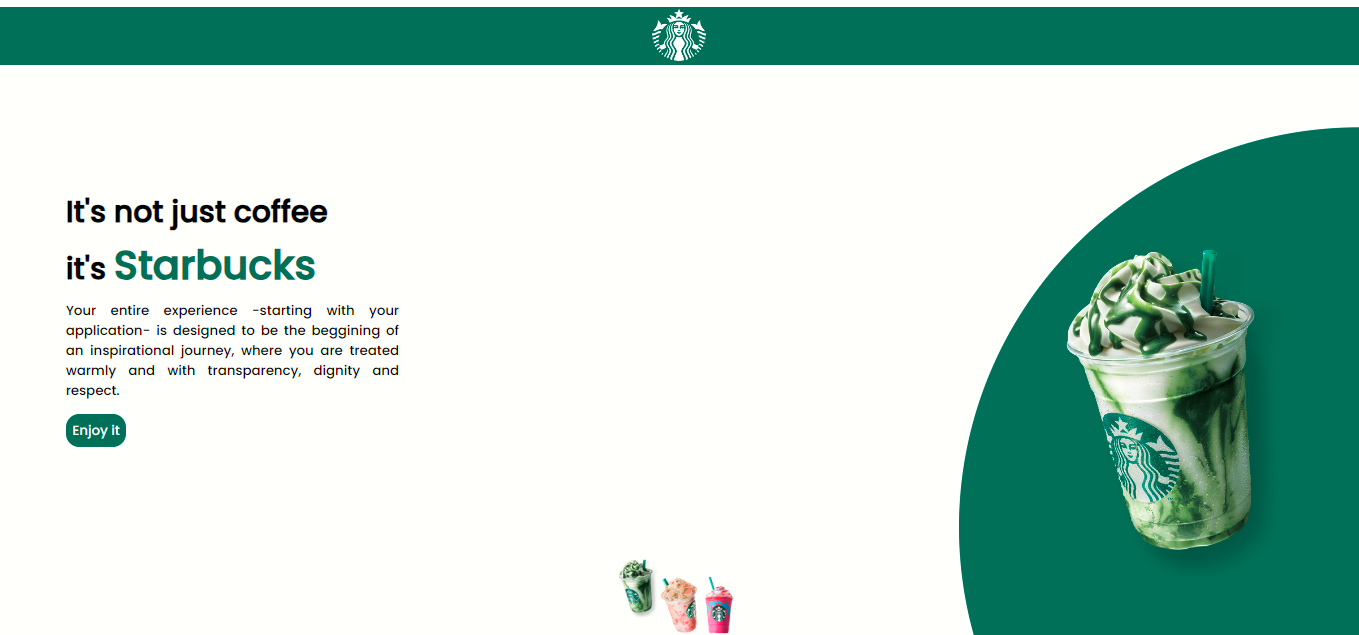 It's not just coffee
it's Starbucks
Your entire experience -starting with your
application- is designed to be the beggining of
an inspirational journey, where you are treated
warmly and with transparency, dignity and
respect.
Enjoy it